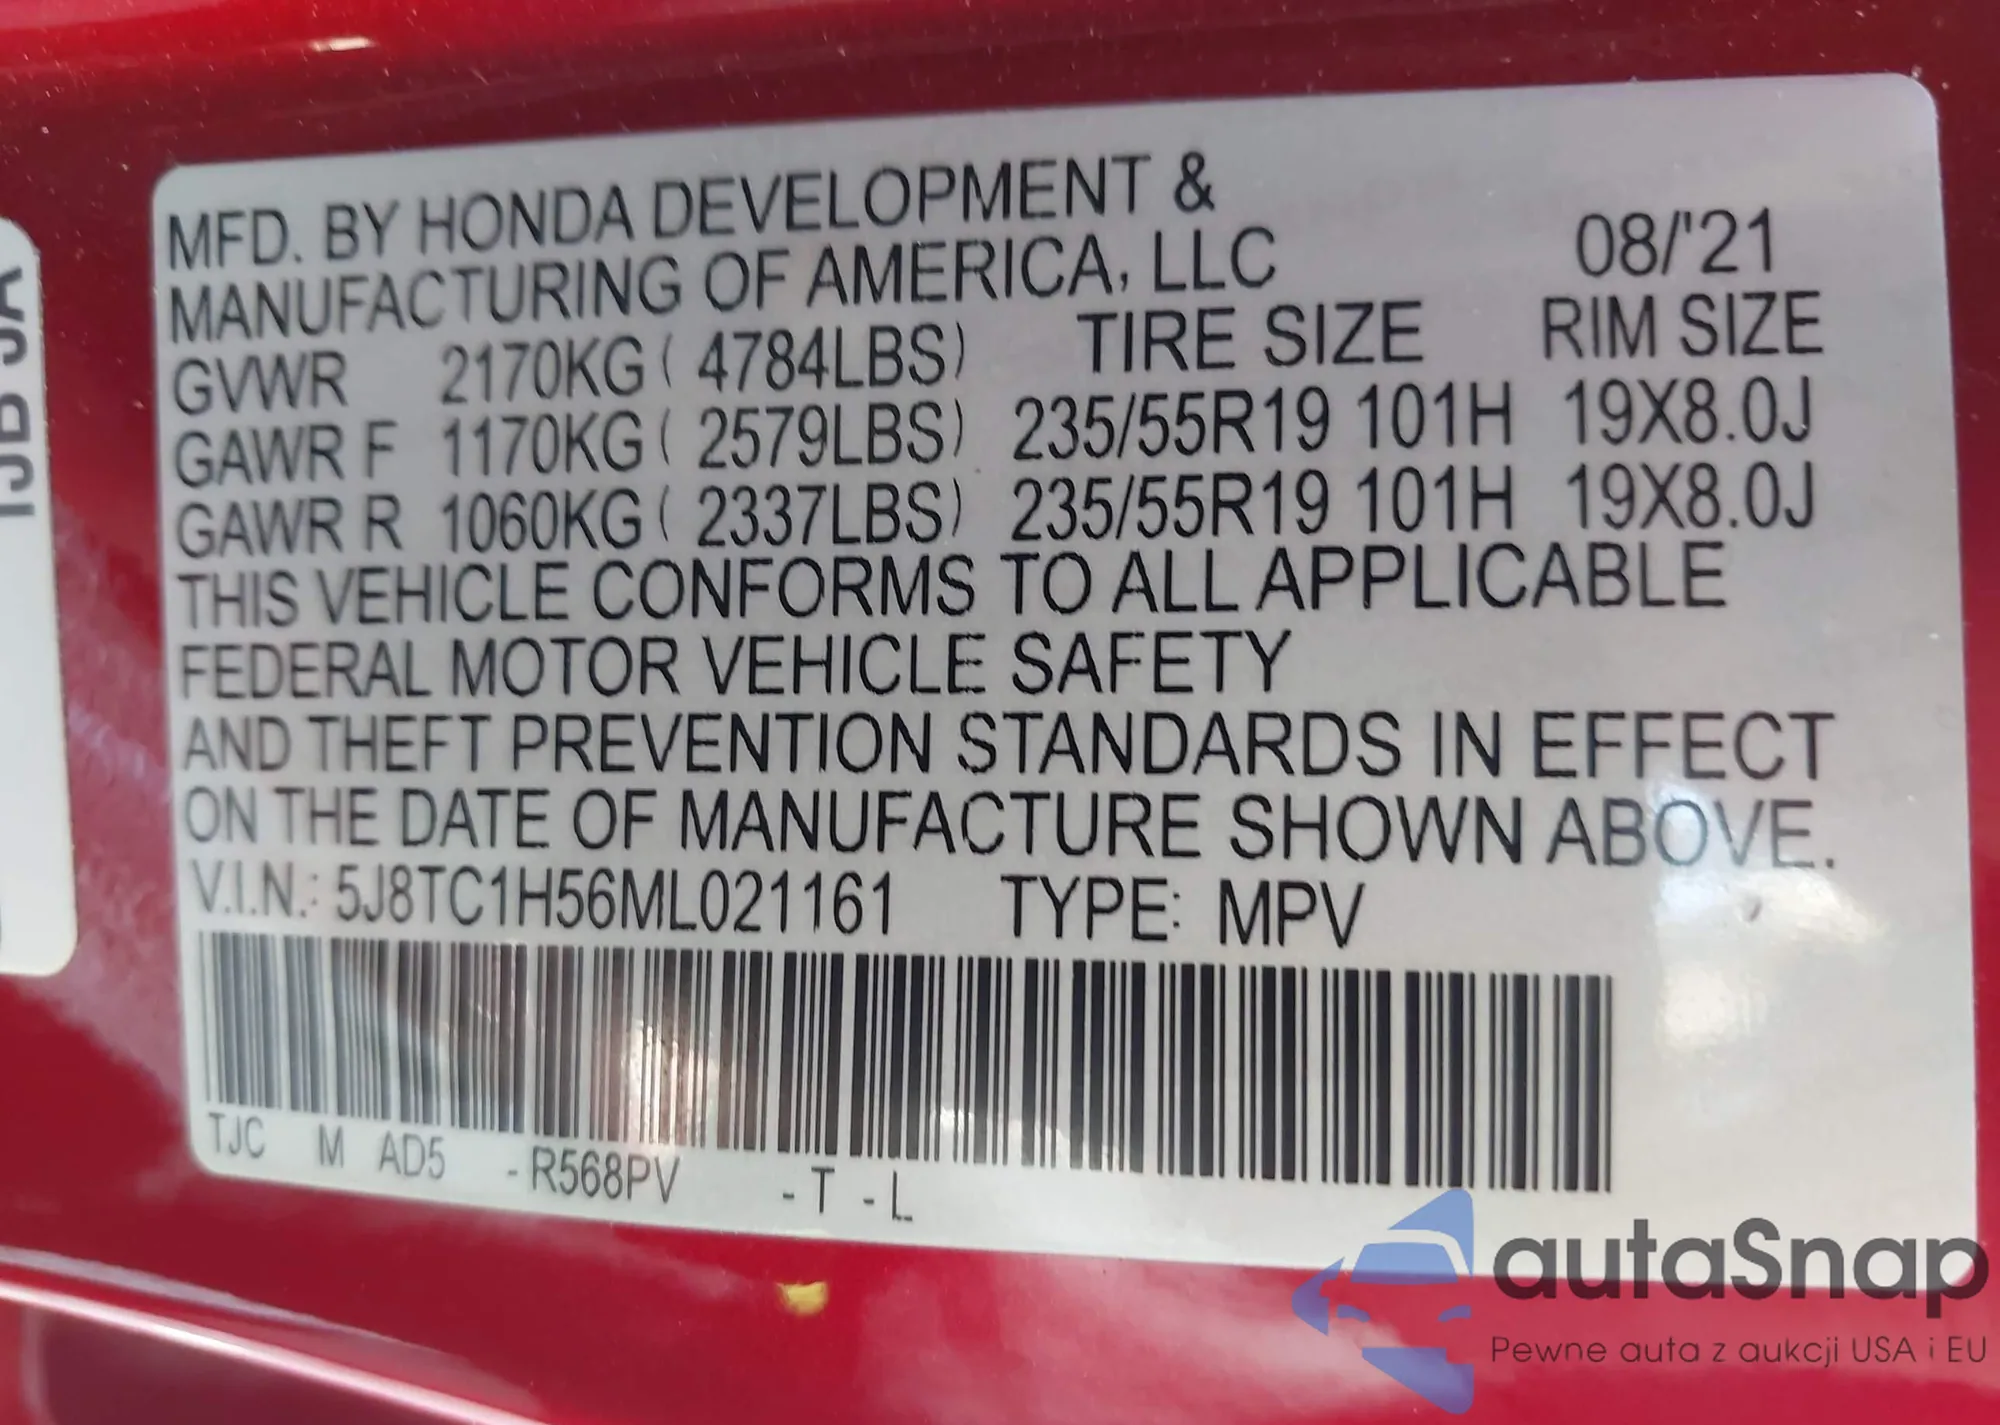 MFD. BY HONDA DEVELOPMENT &
MANUFACTURING OF AMERICA, LLC 08/'21
GVWR 2170KG ( 4784LBS) TIRE SIZE RIM SIZE
GAWR F 1170KG ( 2579LBS) 235/55R19 101H 19X8.0J
GAWR R 1060KG ( 2337LBS) 235/55R19 101H 19X8.0J
THIS VEHICLE CONFORMS TO ALL APPLICABLE
FEDERAL MOTOR VEHICLE SAFETY
AND THEFT PREVENTION STANDARDS IN EFFECT
ON THE DATE OF MANUFACTURE SHOWN ABOVE.
V.I.N.: 5J8TC1H56ML021161 TYPE: MPV
TJC M AD5 - R568PV - T - L
autaSnap
Pewne auta z aukcji USA i EU